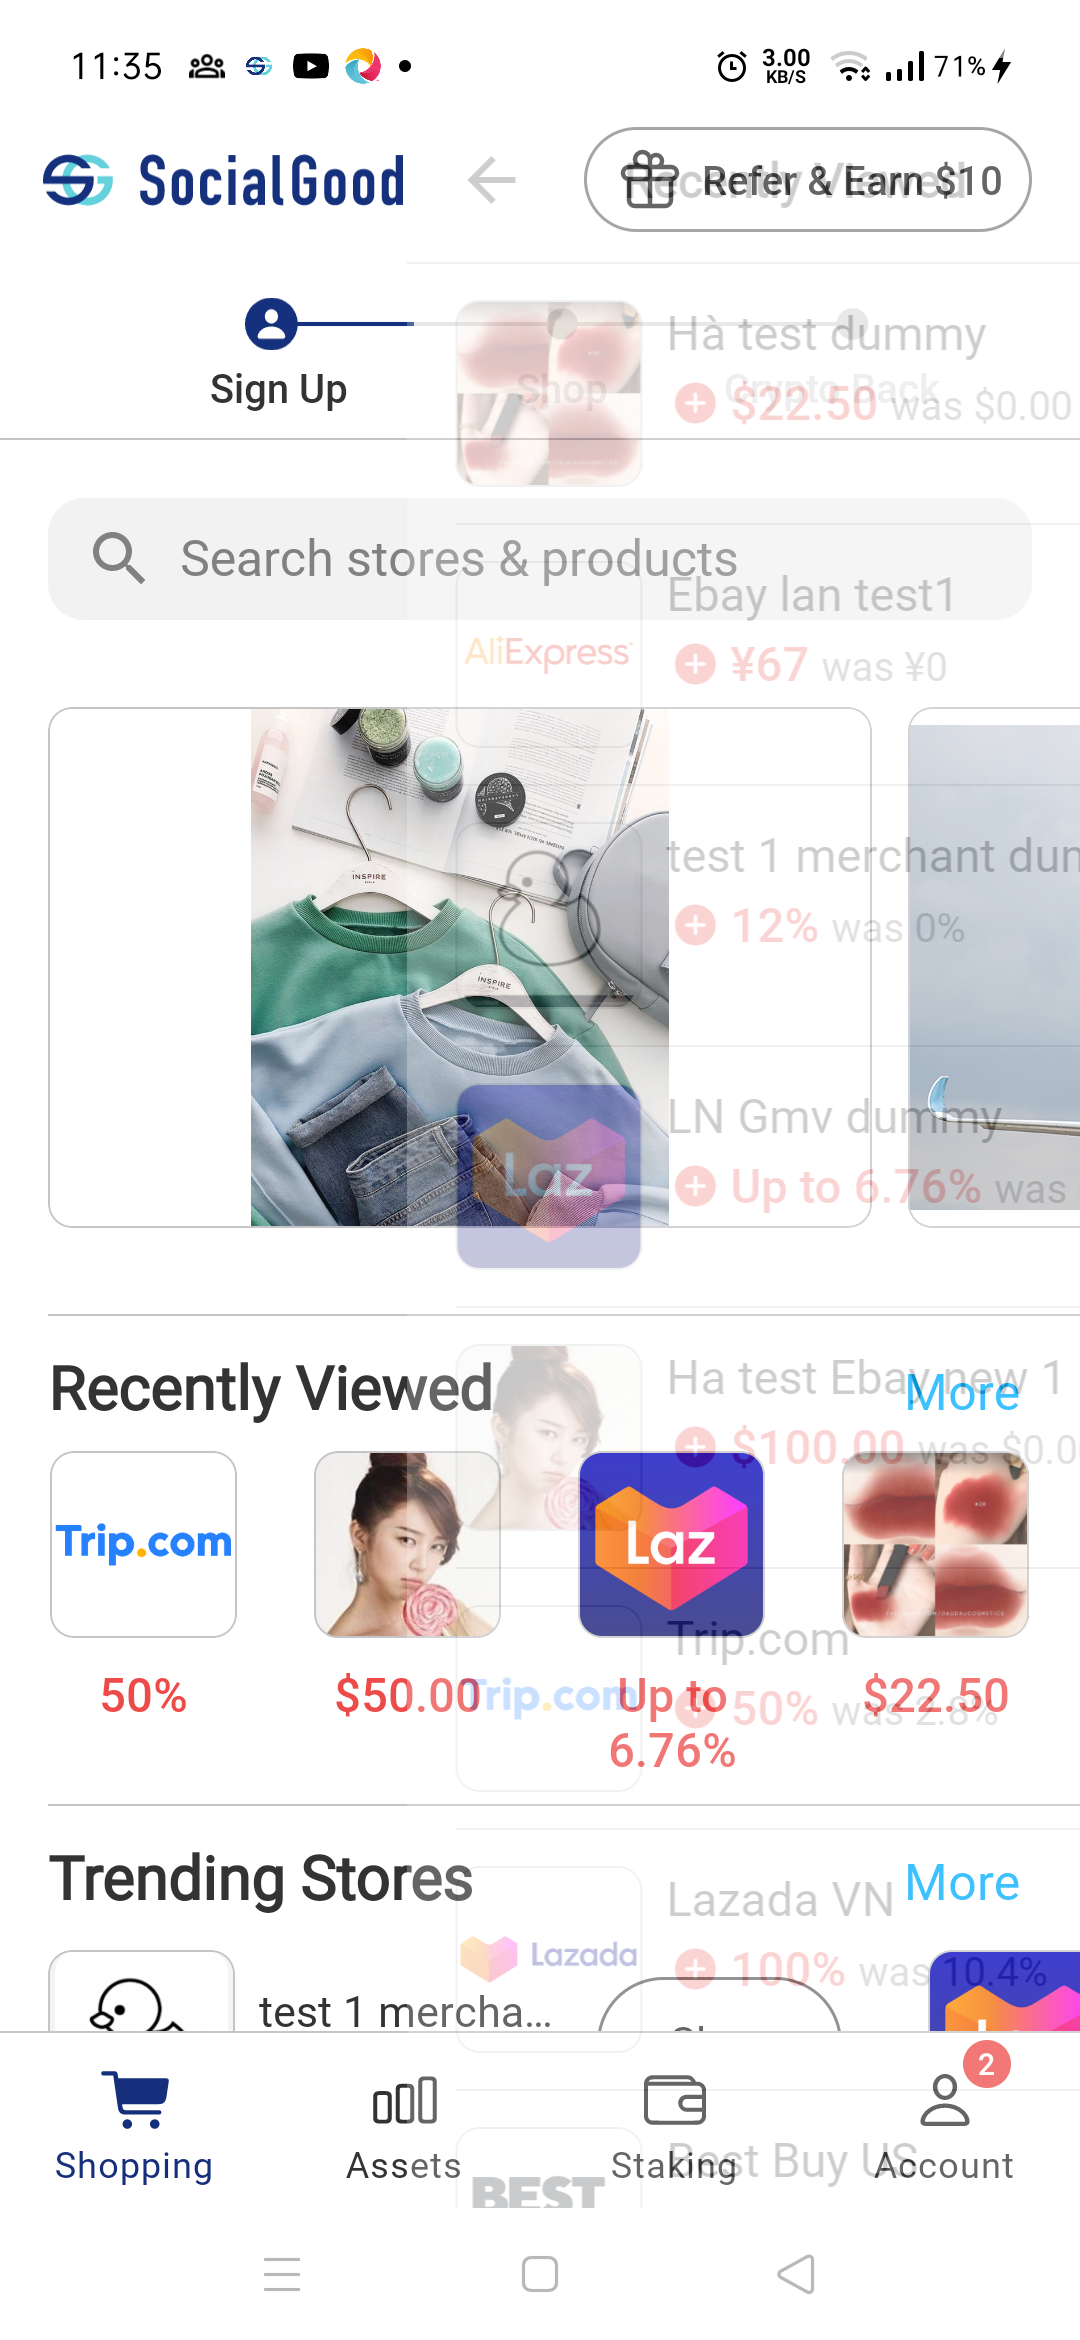 11:35
3.00
KB/S
71%
SocialGood
Refer & Earn $10
Recently Viewed
Sign Up
Shop
Crypto Back
Hà test dummy
$22.50 was $0.00
Search stores & products
Ebay lan test1
AliExpress
¥67 was ¥0
INSPIRE
INSPIRE
test 1 merchant dum
12% was 0%
LN Gmv dummy
Laz
Up to 6.76% was
Recently Viewed
More
Ha test Ebay new 1
$100.00 was $0.0
Trip.com
Laz
Trip.com
50% was 2.8%
Trip.com
50%
$50.00
Up to
6.76%
$22.50
Trending Stores
More
Lazada VN
Lazada
100% was 10.4%
test 1 mercha...
2
Shopping
Assets
Staking
Account
Best Buy US
BEST